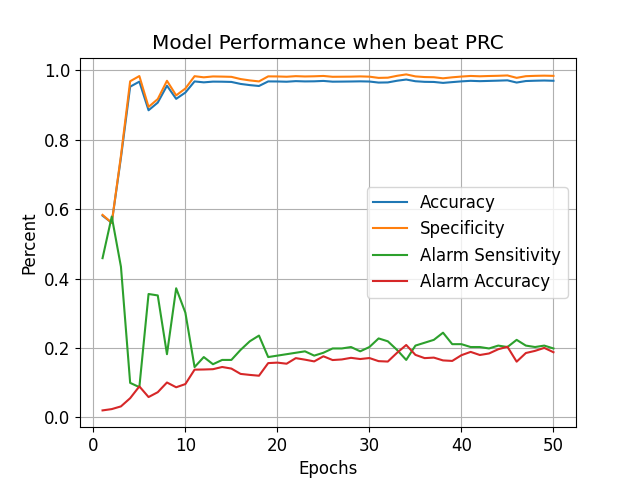 Model Performance when beat PRC
1.0
0.8
0.6
0.4
0.2
0.0
Percent
Accuracy
Specificity
Alarm Sensitivity
Alarm Accuracy
0 10 20 30 40 50
Epochs